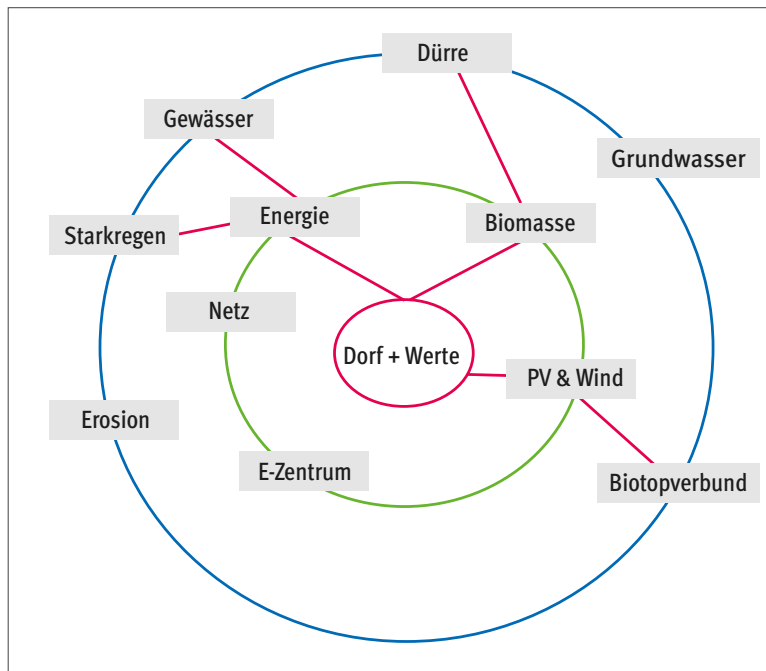 Dürre
Gewässer
Grundwasser
Energie
Biomasse
Starkregen
Netz
Dorf + Werte
PV & Wind
Erosion
E-Zentrum
Biotopverbund